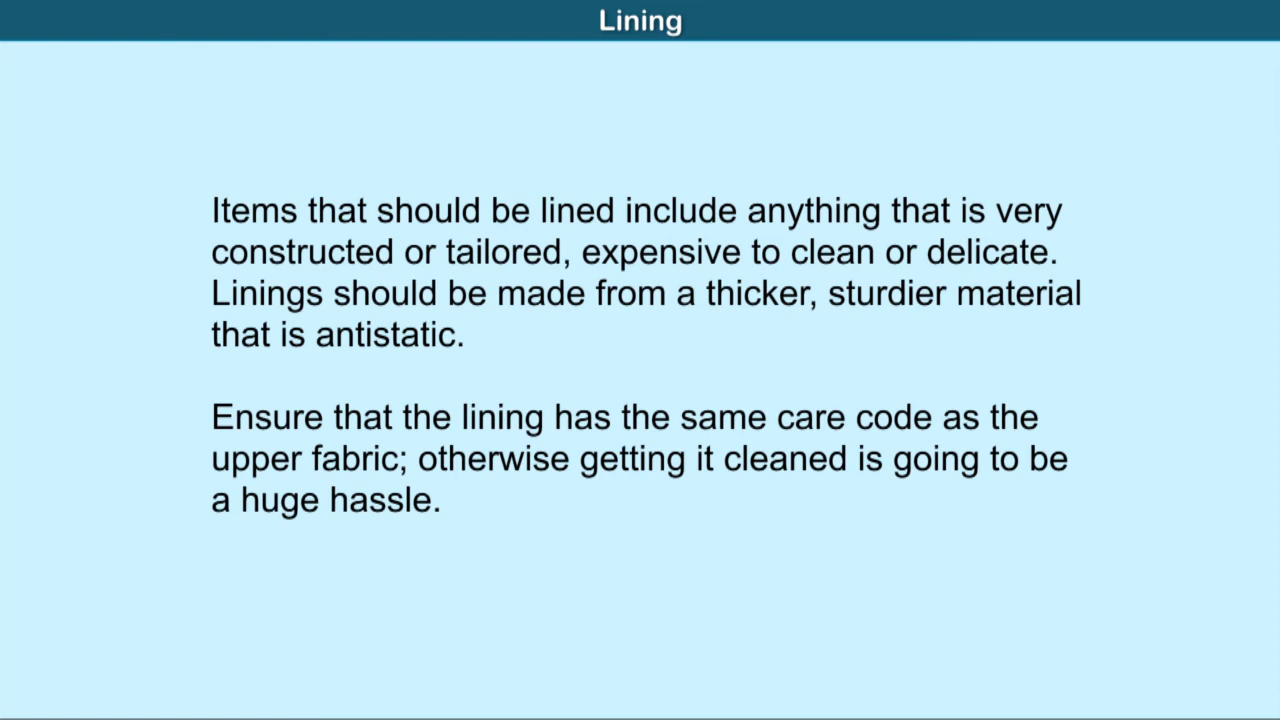 Lining
Items that should be lined include anything that is very
constructed or tailored, expensive to clean or delicate.
Linings should be made from a thicker, sturdier material
that is antistatic.
Ensure that the lining has the same care code as the
upper fabric; otherwise getting it cleaned is going to be
a huge hassle.